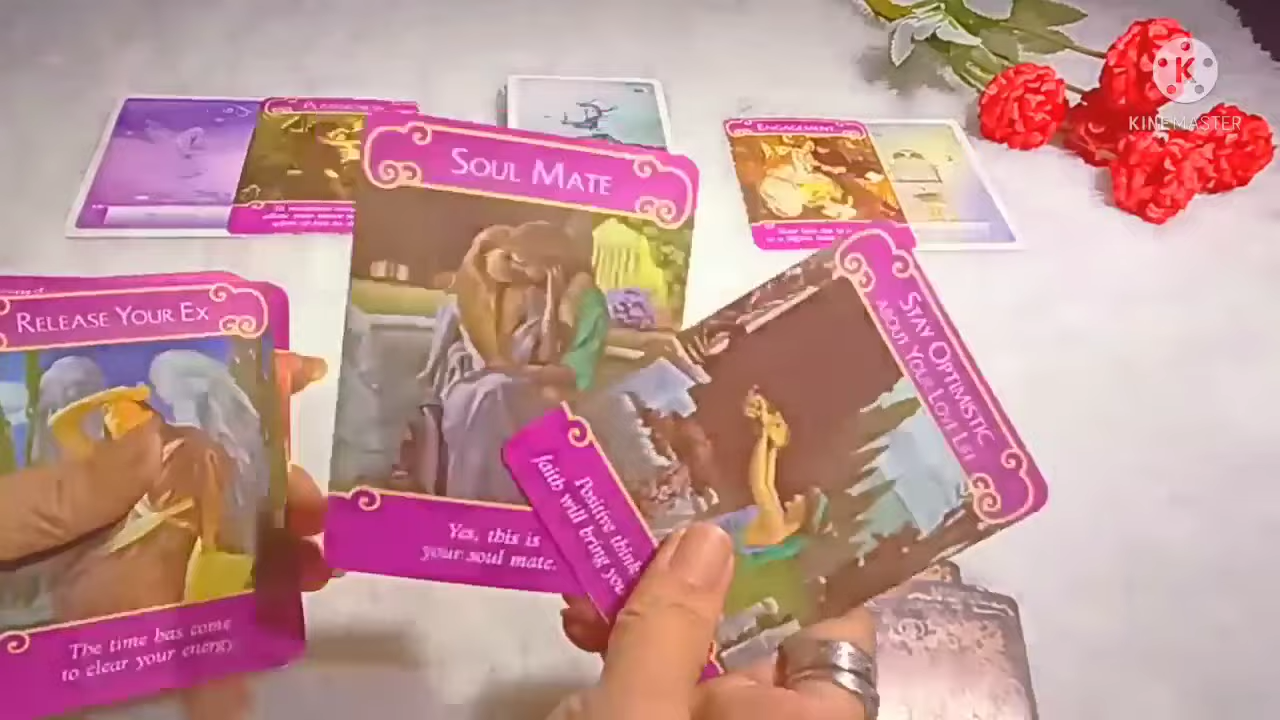 PLAYFULNESS
ENGAGEMENT
K
KINEMASTER
SOUL MATE
Yes, this is
your soul mate.
RELEASE YOUR EX
The time has come
to clear your energy
STAY OPTIMISTIC
ABOUT YOUR LOVE LIFE
Positive think
faith will bring you